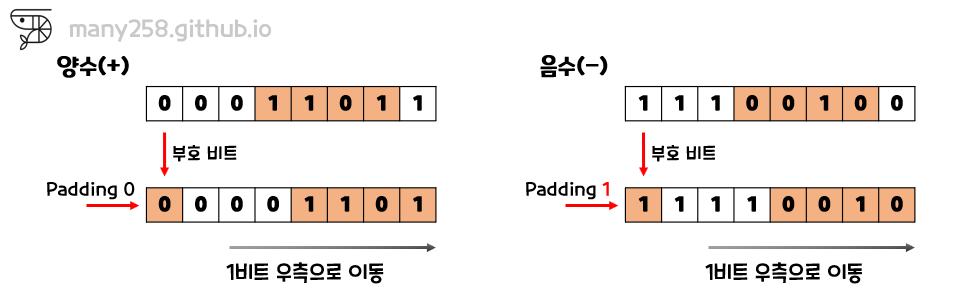 many258.github.io
양수(+)
0 0 0 1 1 0 1 1
부호 비트
Padding 0
0 0 0 0 1 1 0 1
1비트 우측으로 이동
음수(-)
1 1 1 0 0 1 0 0
부호 비트
Padding 1
1 1 1 1 0 0 1 0
1비트 우측으로 이동